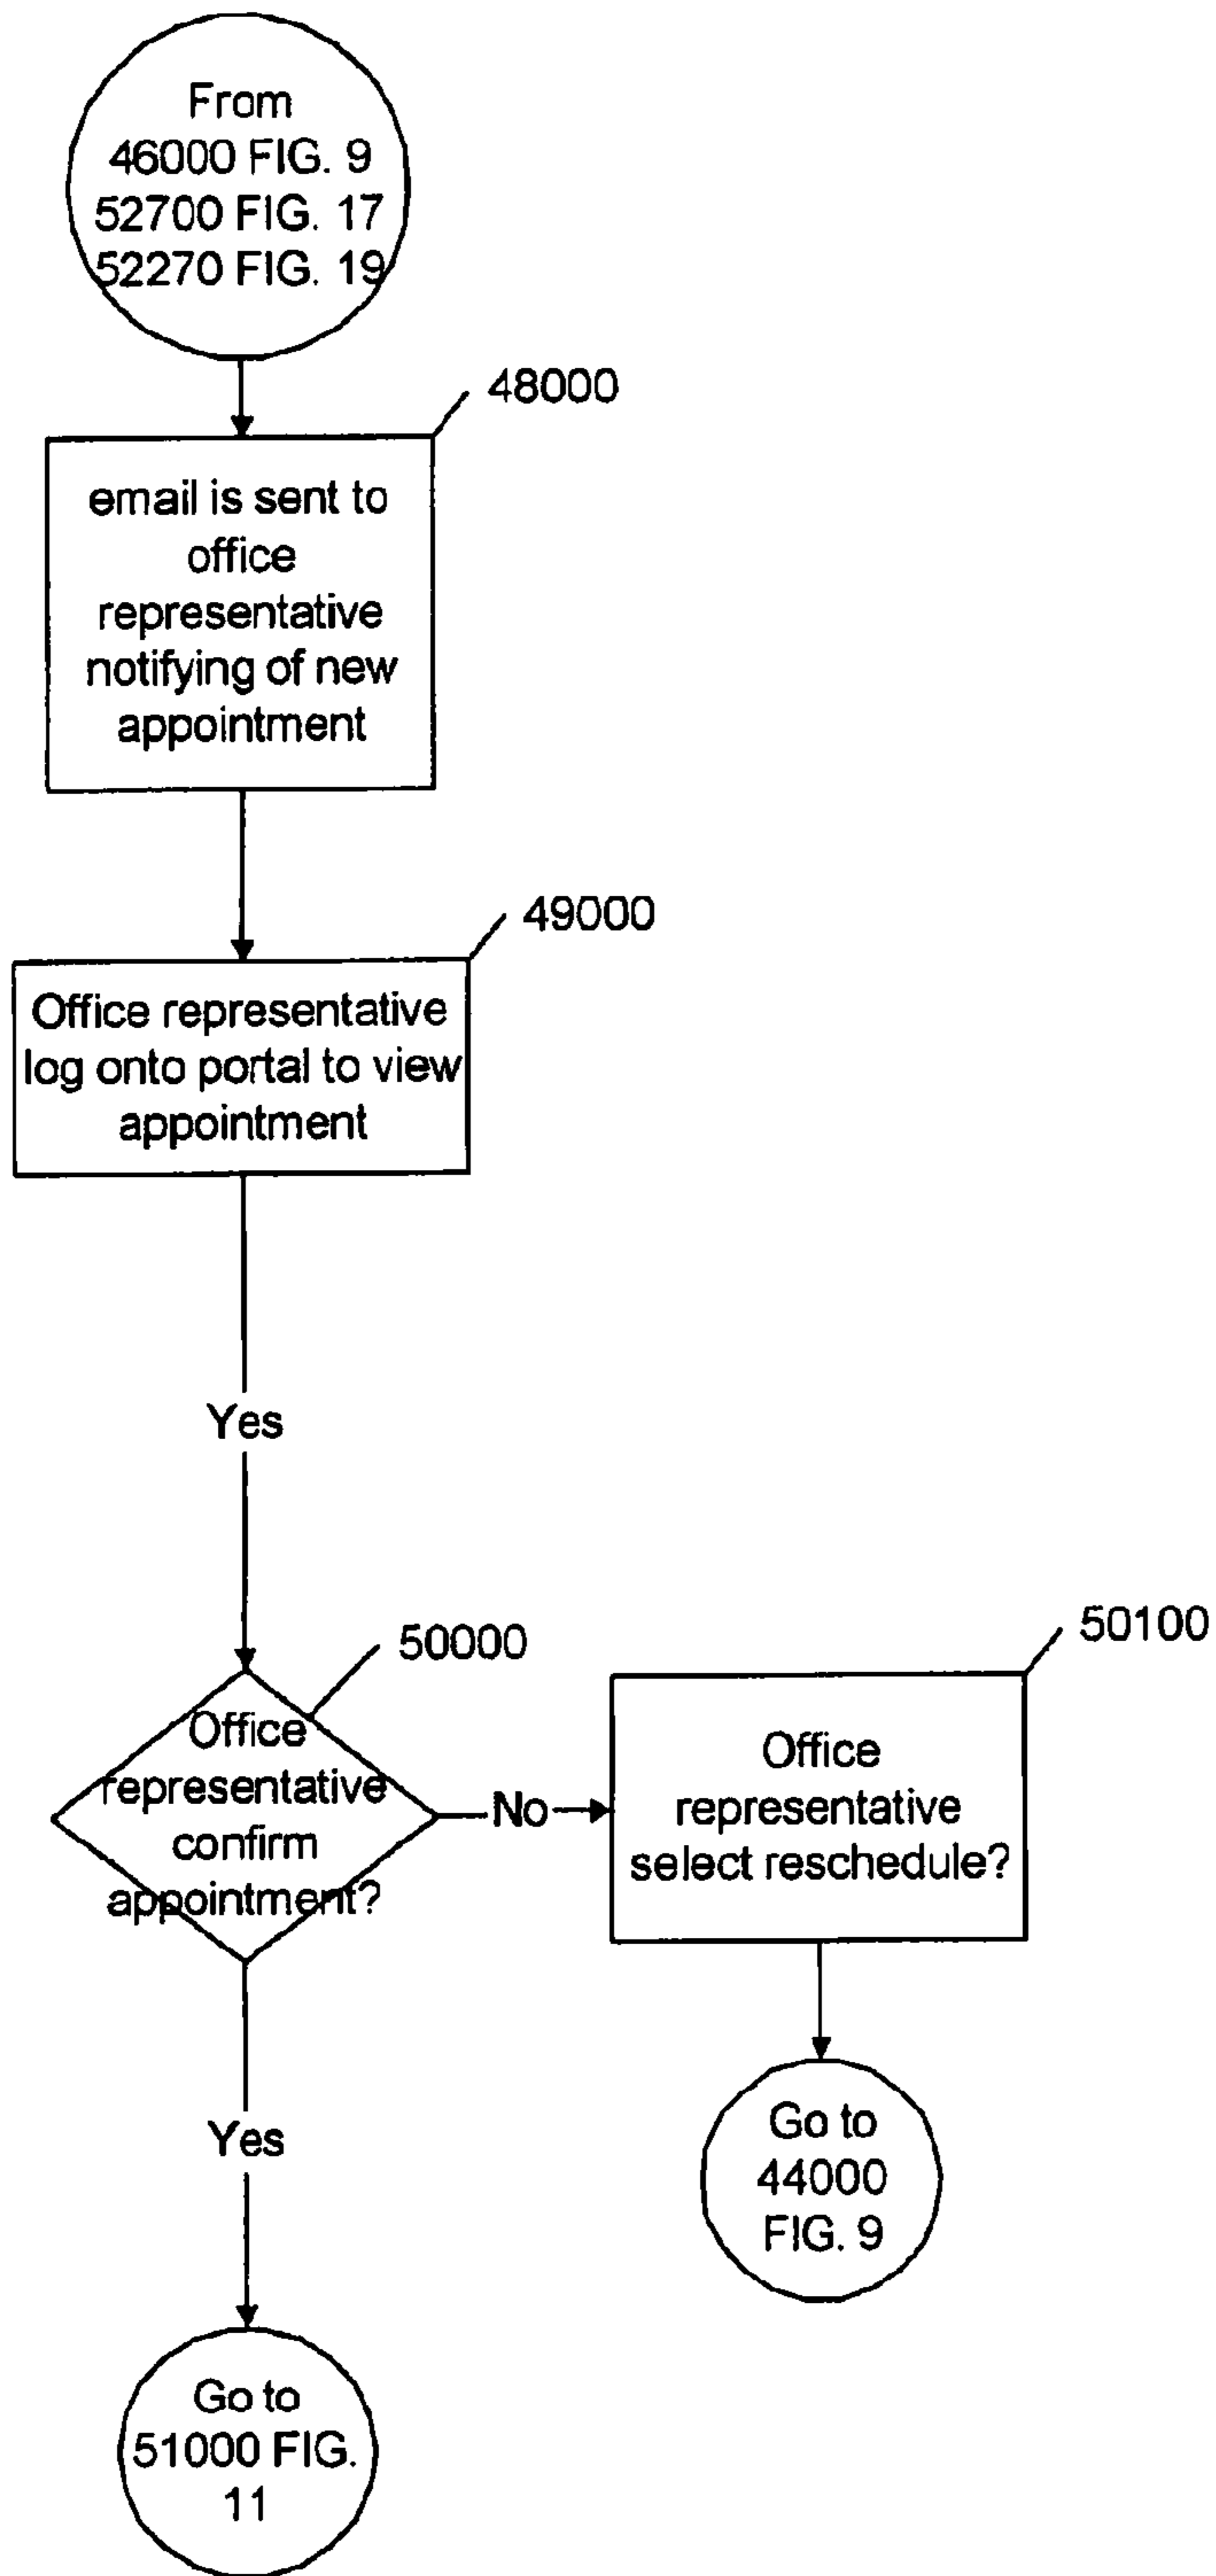 From
46000 FIG. 9
52700 FIG. 17
52270 FIG. 19
48000
email is sent to
office
representative
notifying of new
appointment
49000
Office representative
log onto portal to view
appointment
Yes
50000
Office
representative
confirm
appointment?
No
50100
Office
representative
select reschedule?
Yes
Go to
44000
FIG. 9
Go to
51000 FIG.
11